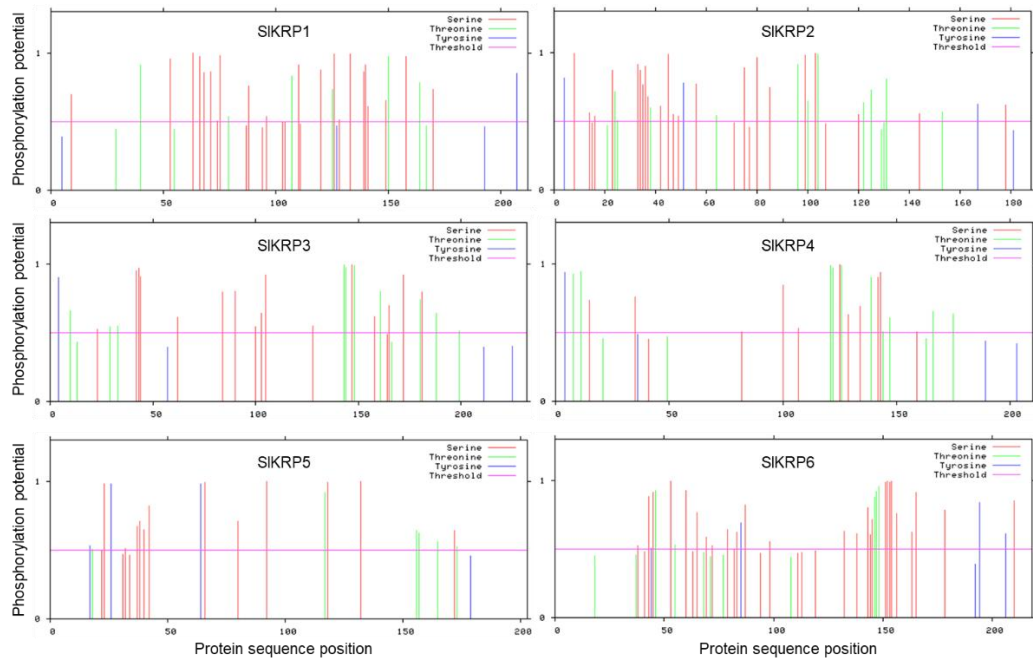 SlKRP1
Serine
Threonine
Tyrosine
Threshold
1
0
0 50 100 150 200
Phosphorylation potential
SlKRP2
Serine
Threonine
Tyrosine
Threshold
1
0
0 20 40 60 80 100 120 140 160 180
SlKRP3
Serine
Threonine
Tyrosine
Threshold
1
0
0 50 100 150 200
Phosphorylation potential
SlKRP4
Serine
Threonine
Tyrosine
Threshold
1
0
0 50 100 150 200
SlKRP5
Serine
Threonine
Tyrosine
Threshold
1
0
0 50 100 150 200
Phosphorylation potential
Protein sequence position
SlKRP6
Serine
Threonine
Tyrosine
Threshold
1
0
0 50 100 150 200
Protein sequence position